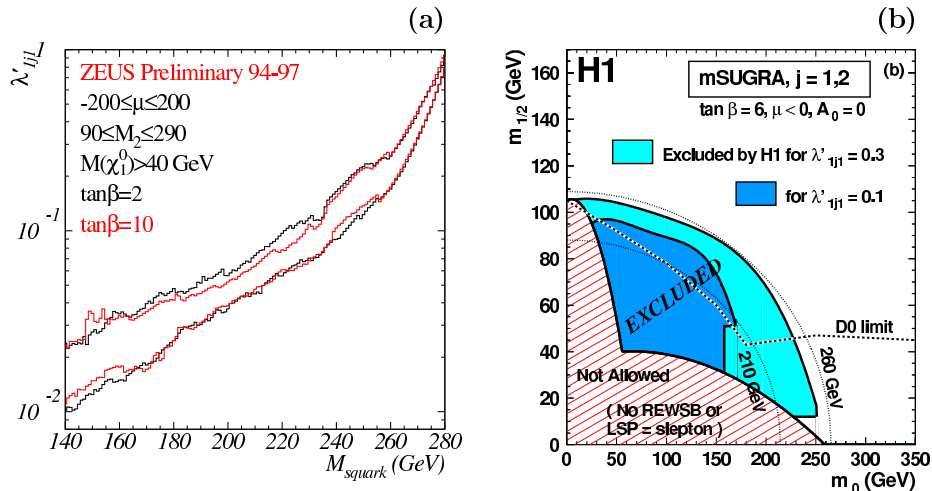 (a)
λ'1j1
ZEUS Preliminary 94-97
-200≤μ≤200
90≤M2≤290
M(χ₁⁰)>40 GeV
tanβ=2
tanβ=10
1
10⁻¹
10⁻²
140 160 180 200 220 240 260 280
Msquark (GeV)
(b)
H1
mSUGRA, j = 1,2
(b)
tan β = 6, μ < 0, A₀ = 0
Excluded by H1 for λ'1j1 = 0.3
for λ'1j1 = 0.1
m1/2 (GeV)
160
140
120
100
80
60
40
20
0
EXCLUDED
D0 limit
210 GeV
260 GeV
Not Allowed
( No REWSB or
LSP = slepton )
0 50 100 150 200 250 300 350
m₀ (GeV)